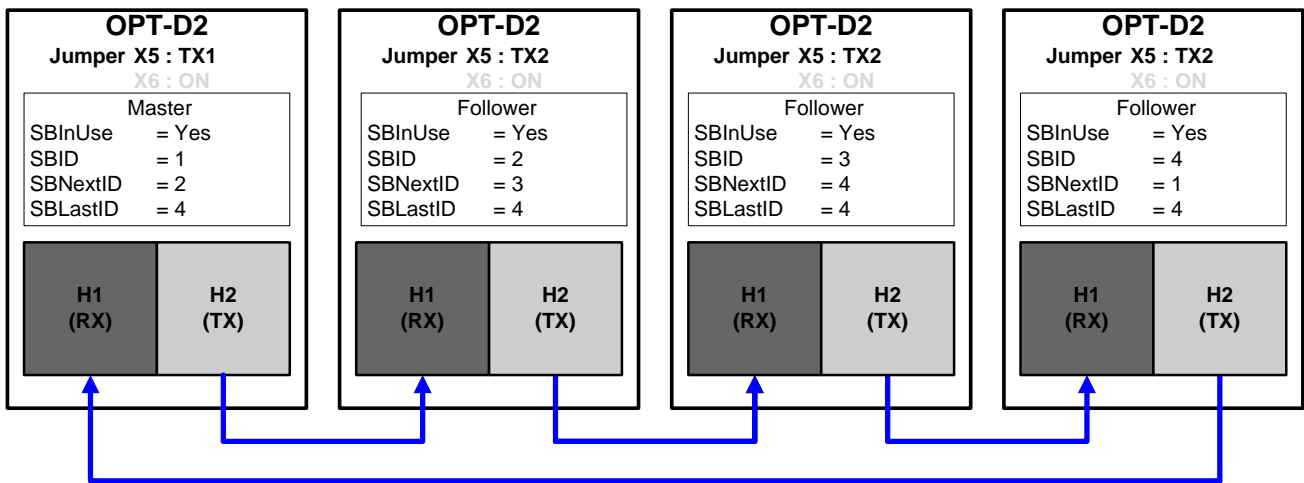 OPT-D2
Jumper X5 : TX1
X6 : ON
Master
SBInUse = Yes
SBID = 1
SBNextID = 2
SBLastID = 4
H1
(RX)
H2
(TX)
OPT-D2
Jumper X5 : TX2
X6 : ON
Follower
SBInUse = Yes
SBID = 2
SBNextID = 3
SBLastID = 4
H1
(RX)
H2
(TX)
OPT-D2
Jumper X5 : TX2
X6 : ON
Follower
SBInUse = Yes
SBID = 3
SBNextID = 4
SBLastID = 4
H1
(RX)
H2
(TX)
OPT-D2
Jumper X5 : TX2
X6 : ON
Follower
SBInUse = Yes
SBID = 4
SBNextID = 1
SBLastID = 4
H1
(RX)
H2
(TX)